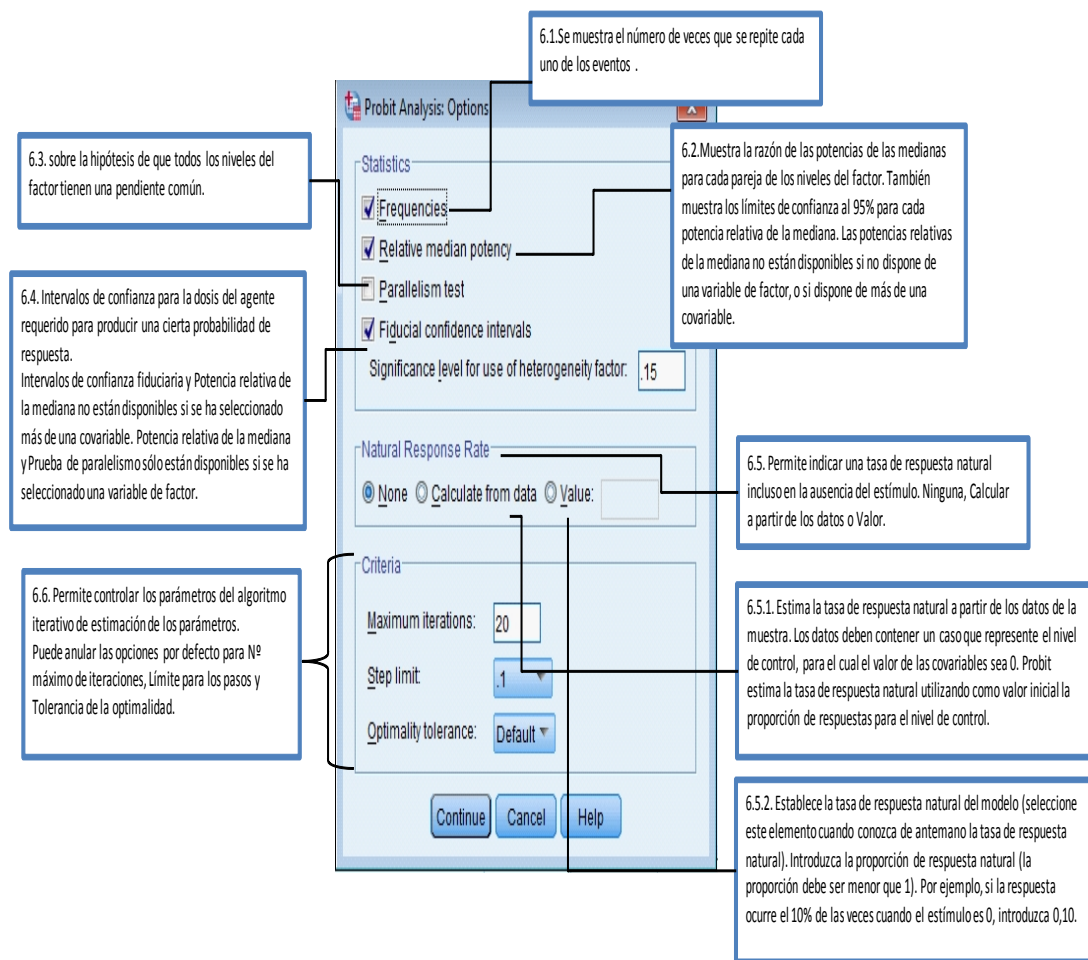 6.1.Se muestra el número de veces que se repite cada
uno de los eventos .
Probit Analysis: Options
6.3. sobre la hipótesis de que todos los niveles del
factor tienen una pendiente común.
6.2.Muestra la razón de las potencias de las medianas
para cada pareja de los niveles del factor. También
muestra los límites de confianza al 95% para cada
potencia relativa de la mediana. Las potencias relativas
de la mediana no están disponibles si no dispone de
una variable de factor, o si dispone de más de una
covariable.
Statistics
Frequencies
Relative median potency
Parallelism test
Fiducial confidence intervals
Significance level for use of heterogeneity factor: .15
6.4. Intervalos de confianza para la dosis del agente
requerido para producir una cierta probabilidad de
respuesta.
Intervalos de confianza fiduciaria y Potencia relativa de
la mediana no están disponibles si se ha seleccionado
más de una covariable. Potencia relativa de la mediana
y Prueba de paralelismo sólo están disponibles si se ha
seleccionado una variable de factor.
Natural Response Rate
None Calculate from data Value:
6.5. Permite indicar una tasa de respuesta natural
incluso en la ausencia del estímulo. Ninguna, Calcular
a partir de los datos o Valor.
6.6. Permite controlar los parámetros del algoritmo
iterativo de estimación de los parámetros.
Puede anular las opciones por defecto para Nº
máximo de iteraciones, Límite para los pasos y
Tolerancia de la optimalidad.
Criteria
Maximum iterations: 20
Step limit: .1
Optimality tolerance: Default
Continue Cancel Help
6.5.1. Estima la tasa de respuesta natural a partir de los datos de la
muestra. Los datos deben contener un caso que represente el nivel
de control, para el cual el valor de las covariables sea 0. Probit
estima la tasa de respuesta natural utilizando como valor inicial la
proporción de respuestas para el nivel de control.
6.5.2. Establece la tasa de respuesta natural del modelo (seleccione
este elemento cuando conozca de antemano la tasa de respuesta
natural). Introduzca la proporción de respuesta natural (la
proporción debe ser menor que 1). Por ejemplo, si la respuesta
ocurre el 10% de las veces cuando el estímulo es 0, introduzca 0,10.